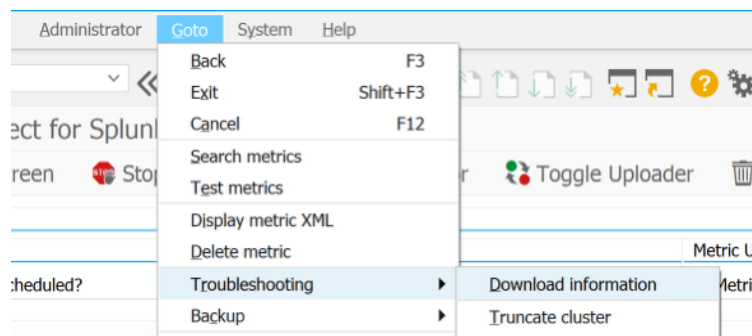 Administrator Goto System Help
Back F3
Exit Shift+F3
Cancel F12
ect for Splun
Search metrics
reen Stop Toggle Uploader
Test metrics
Display metric XML
Delete metric Metric U
cheduled? Troubleshooting Download information Metri
Backup Truncate cluster